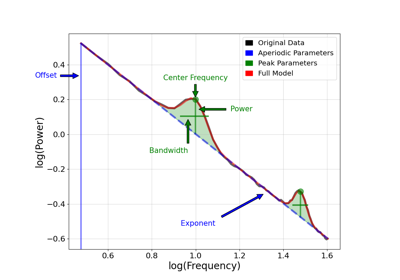 Original Data
Aperiodic Parameters
Peak Parameters
Full Model
Offset
Center Frequency
Power
Bandwidth
Exponent
log(Power)
0.4
0.2
0.0
−0.2
−0.4
−0.6
0.6
0.8
1.0
1.2
1.4
1.6
log(Frequency)